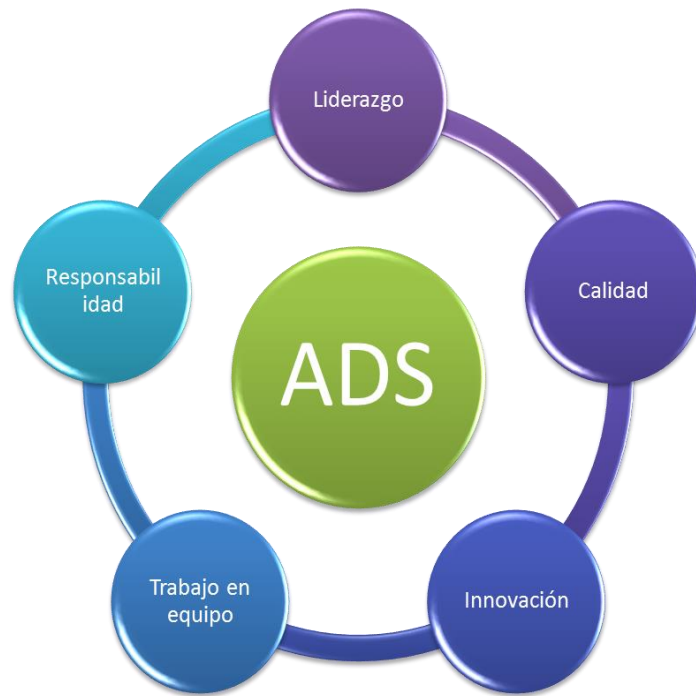 Liderazgo
Calidad
Innovación
Trabajo en
equipo
Responsabil
idad
ADS